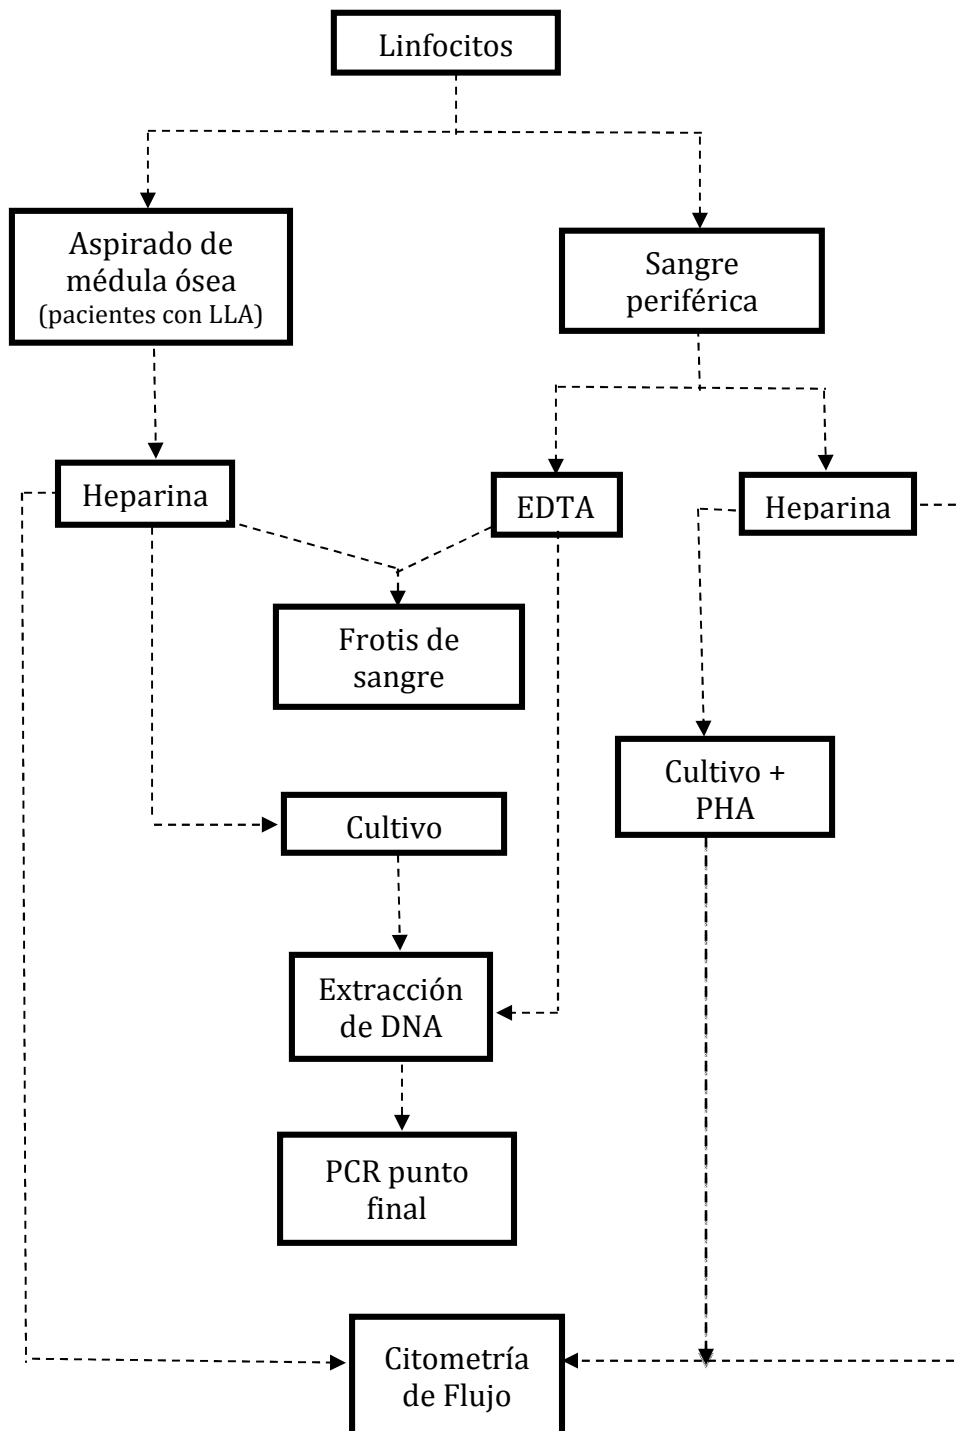 Linfocitos
Aspirado de
médula ósea
(pacientes con LLA)
Sangre
periférica
Heparina
EDTA
Heparina
Frotis de
sangre
Cultivo +
PHA
Cultivo
Extracción
de DNA
PCR punto
final
Citometría
de Flujo